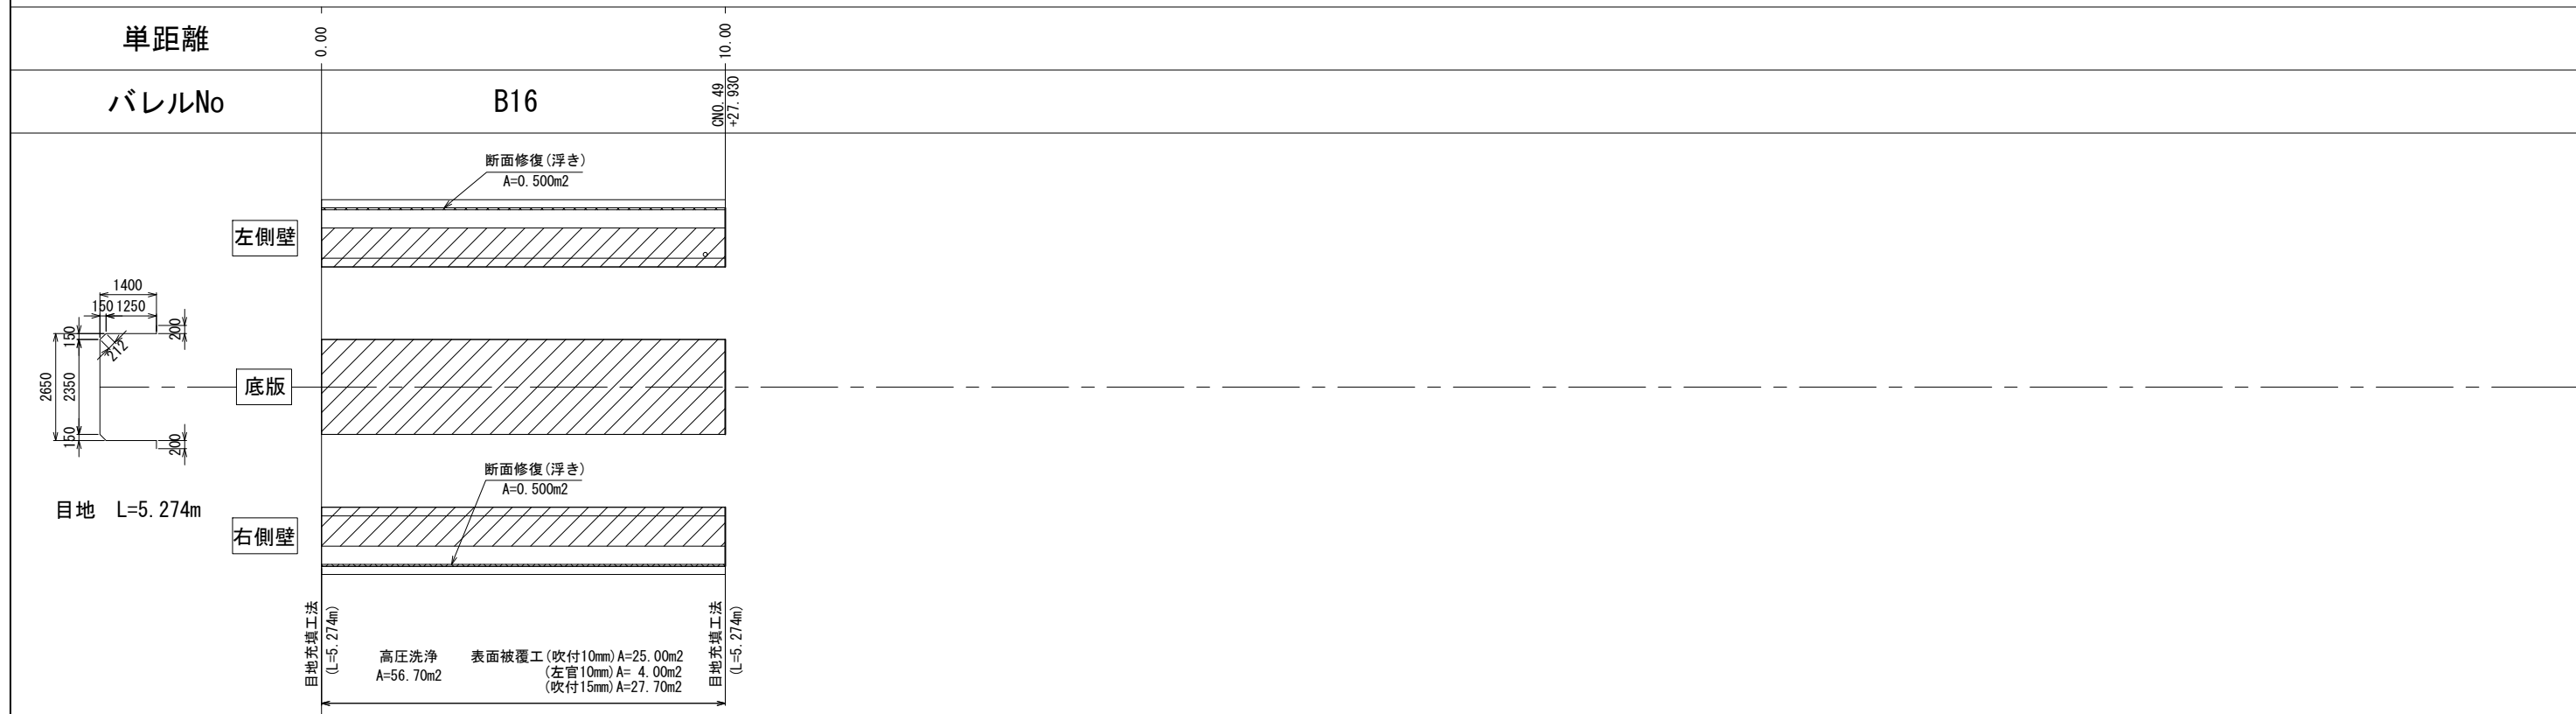 単距離
0.00
10.00
バレルNo
B16
CNO.49
+27.930
断面修復(浮き)
A=0.500m2
左側壁
1400
150 1250
200
150
212
2650
2350
底版
150
200
断面修復(浮き)
A=0.500m2
目地 L=5.274m
右側壁
目地充填工法
(L=5.274m)
高圧洗浄
A=56.70m2
表面被覆工(吹付10mm)A=25.00m2
(左官10mm)A= 4.00m2
(吹付15mm)A=27.70m2
目地充填工法
(L=5.274m)